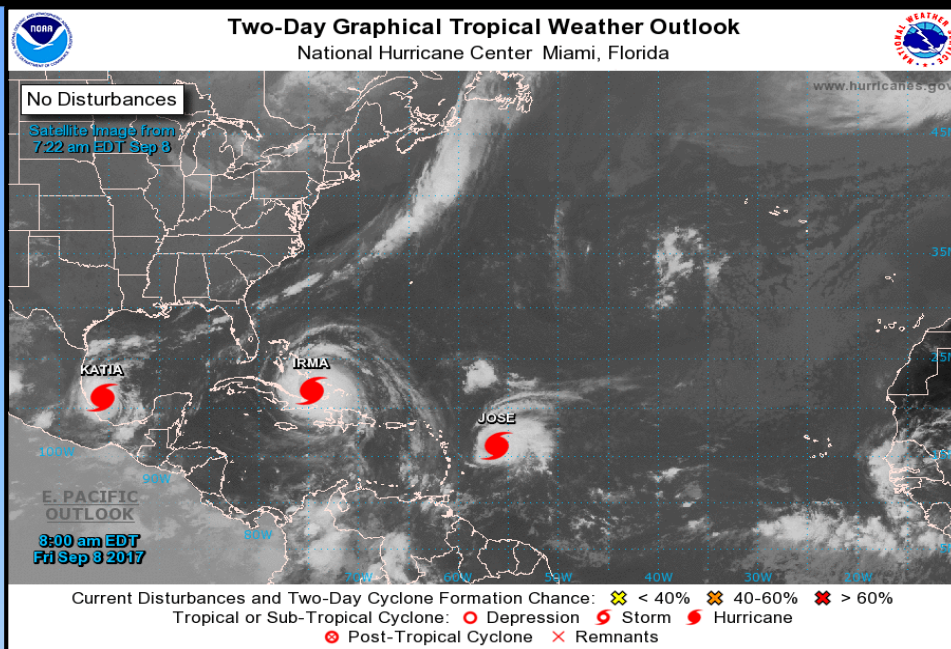 Two-Day Graphical Tropical Weather Outlook
National Hurricane Center Miami, Florida
NOAA
www.hurricanes.gov
No Disturbances
Satellite image from
7:22 am EDT Sep 8
45N
35N
25N
KATIA
IRMA
JOSE
100W
90W
80W
70W
60W
50W
40W
30W
20W
E. PACIFIC
OUTLOOK
8:00 am EDT
Fri Sep 8 2017
Current Disturbances and Two-Day Cyclone Formation Chance: < 40% 40-60% > 60%
Tropical or Sub-Tropical Cyclone: Depression Storm Hurricane
Post-Tropical Cyclone Remnants